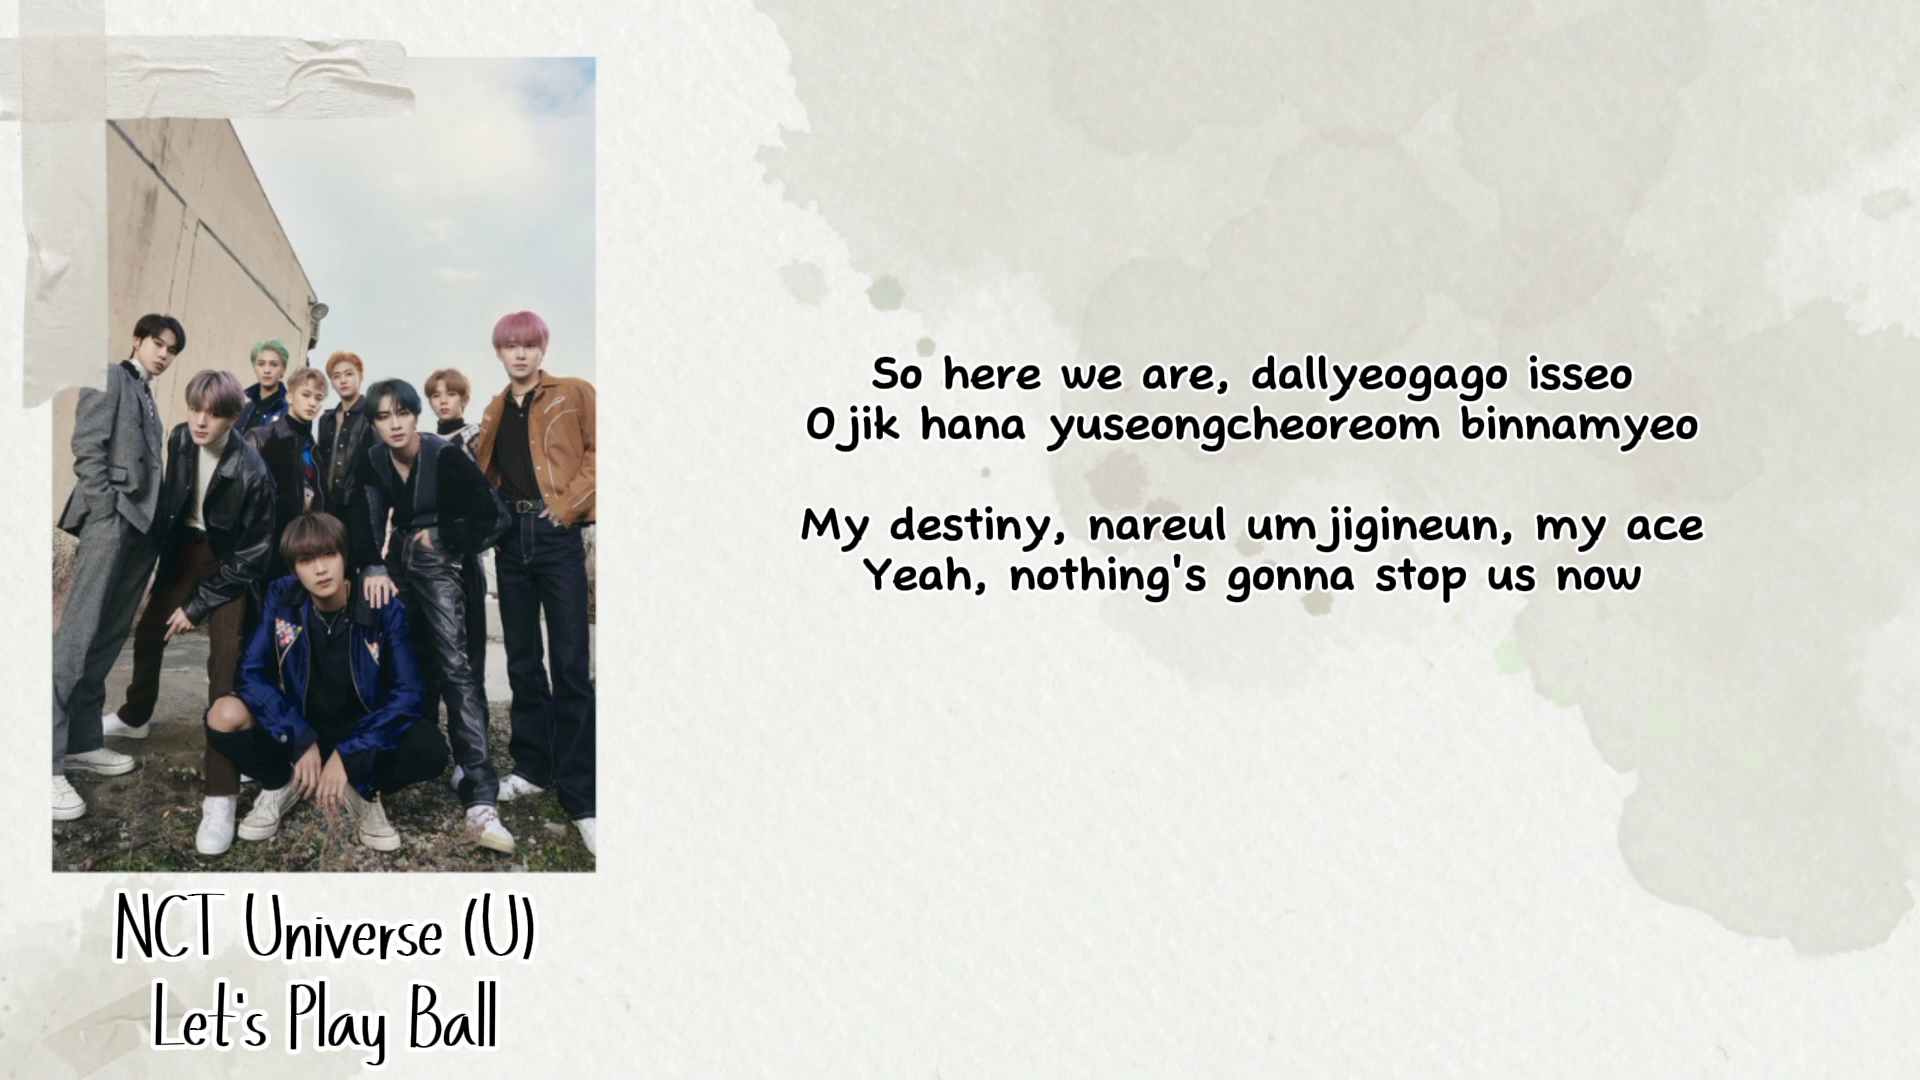 So here we are, dallyeogago isseo
Ojik hana yuseongcheoreom binnamyeo
My destiny, nareul umjigineun, my ace
Yeah, nothing's gonna stop us now
NCT Universe (U)
Let's Play Ball